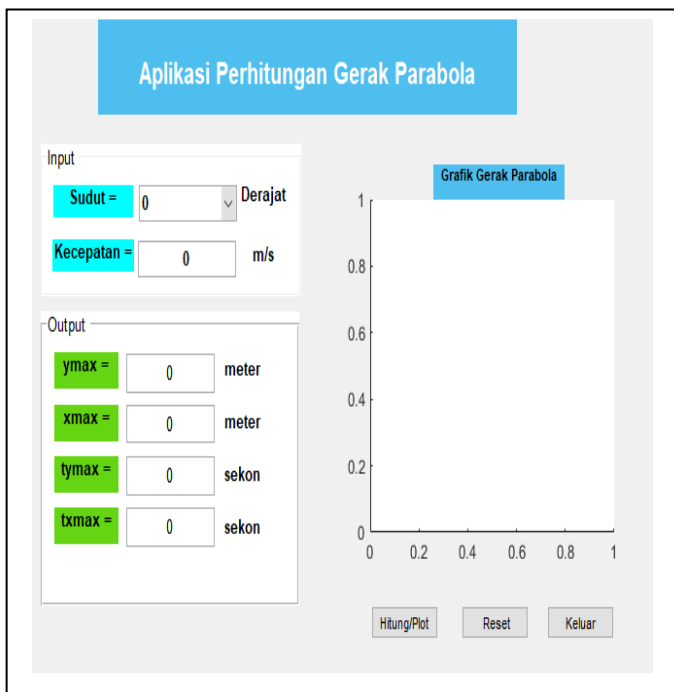 Aplikasi Perhitungan Gerak Parabola
Input
Sudut = 0 Derajat
Kecepatan = 0 m/s
Output
ymax = 0 meter
xmax = 0 meter
tymax = 0 sekon
txmax = 0 sekon
Grafik Gerak Parabola
1
0.8
0.6
0.4
0.2
0
0 0.2 0.4 0.6 0.8 1
Hitung/Plot Reset Keluar